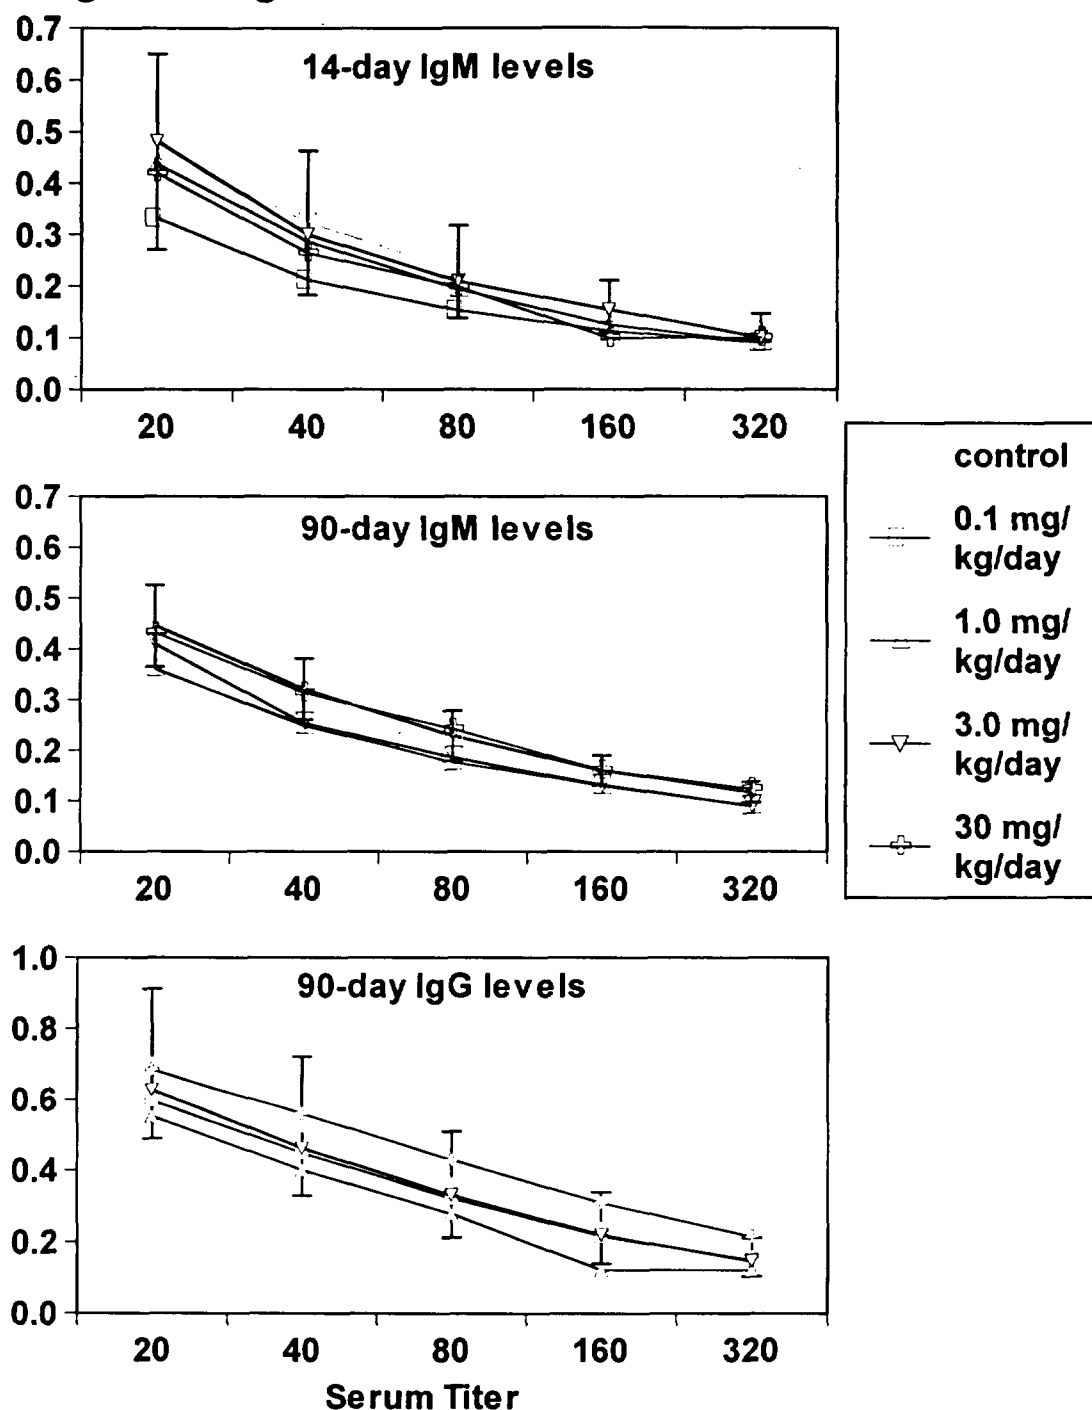 0.7
14-day IgM levels
0.6
0.5
0.4
0.3
0.2
0.1
0.0
20 40 80 160 320
control
0.1 mg/
kg/day
1.0 mg/
kg/day
3.0 mg/
kg/day
30 mg/
kg/day
0.7
90-day IgM levels
0.6
0.5
0.4
0.3
0.2
0.1
0.0
20 40 80 160 320
1.0
90-day IgG levels
0.8
0.6
0.4
0.2
0.0
20 40 80 160 320
Serum Titer